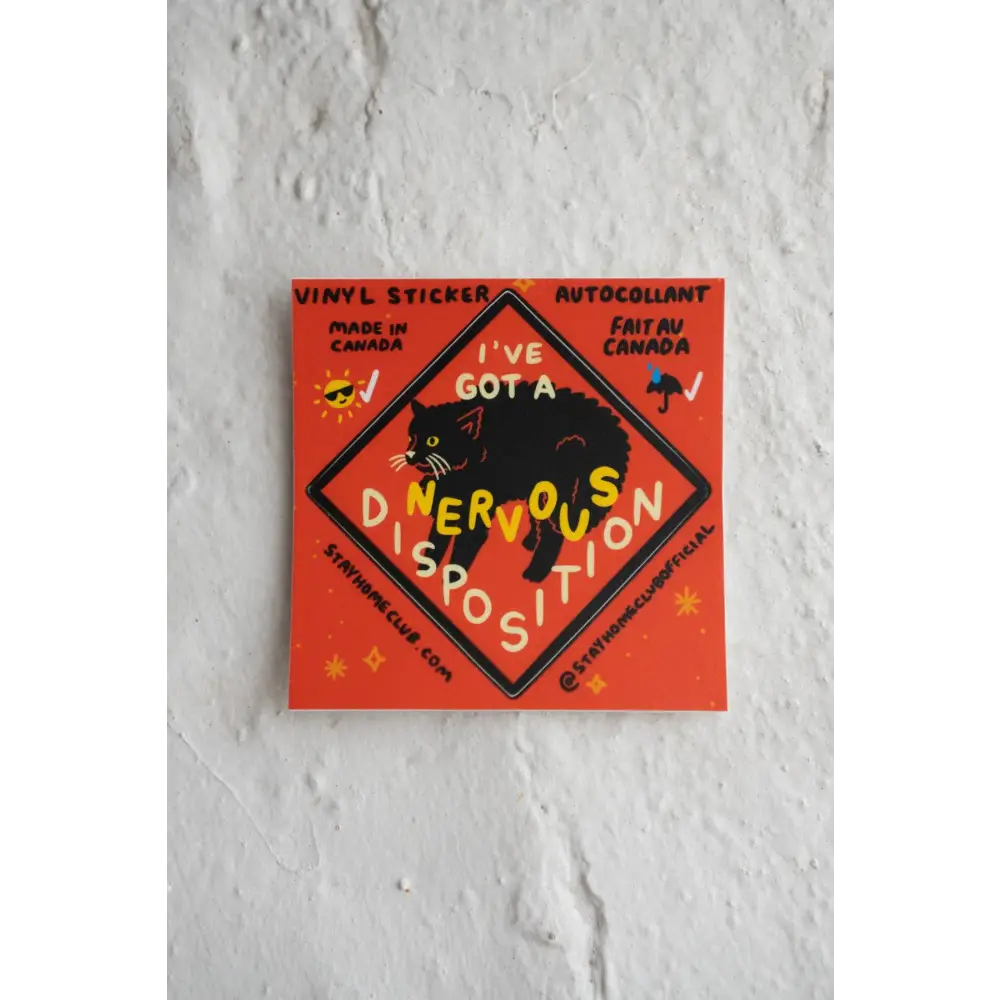 VINYL STICKER
AUTOCOLLANT
MADE IN
CANADA
FAIT AU
CANADA
I'VE
GOT A
NERVOUS
DISPOSITION
STAYHOMECLUB.COM
@STAYHOMECLUBOFFICIAL